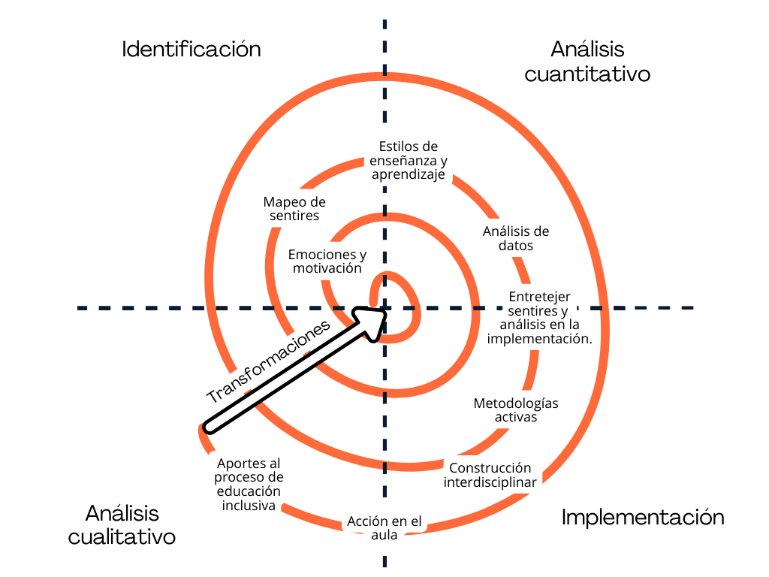 Identificación
Análisis
cuantitativo
Estilos de
enseñanza y
aprendizaje
Mapeo de
sentires
Análisis de
datos
Emociones y
motivación
Entretejer
sentires y
análisis en la
implementación.
Transformaciones
Metodologías
activas
Aportes al
proceso de
educación
inclusiva
Construcción
interdisciplinar
Acción en el
aula
Análisis
cualitativo
Implementación